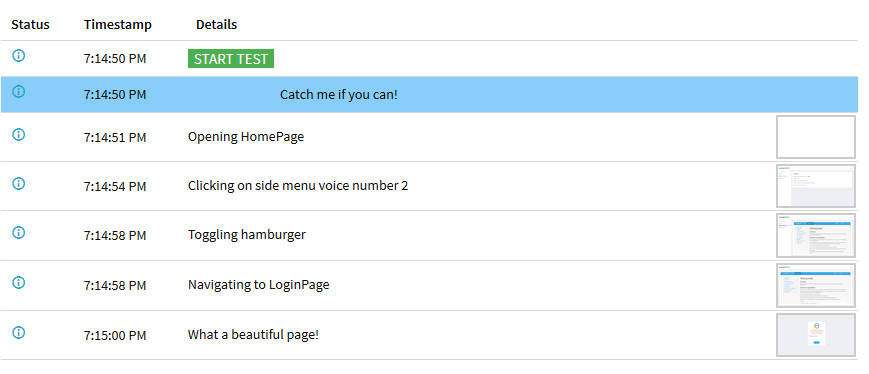 Status Timestamp Details
7:14:50 PM START TEST
7:14:50 PM Catch me if you can!
7:14:51 PM Opening HomePage
7:14:54 PM Clicking on side menu voice number 2
7:14:58 PM Toggling hamburger
7:14:58 PM Navigating to LoginPage
7:15:00 PM What a beautiful page!